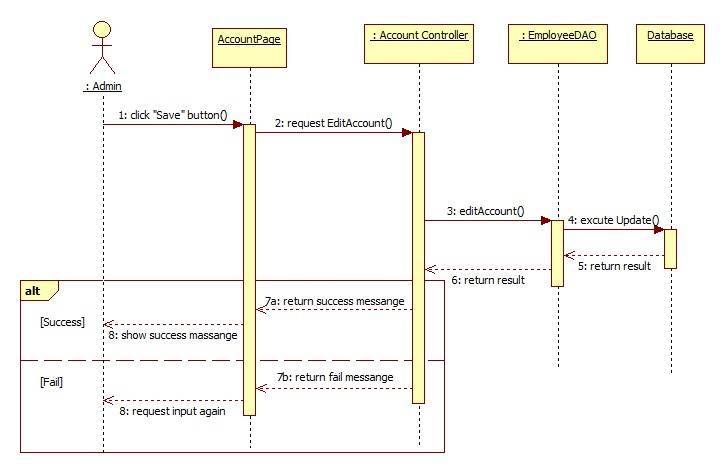 AccountPage
: Account Controller
: EmployeeDAO
Database
: Admin
1: click "Save" button()
2: request EditAccount()
3: editAccount()
4: excute Update()
5: return result
6: return result
alt
7a: return success messange
[Success]
8: show success massange
7b: return fail messange
[Fail]
8: request input again